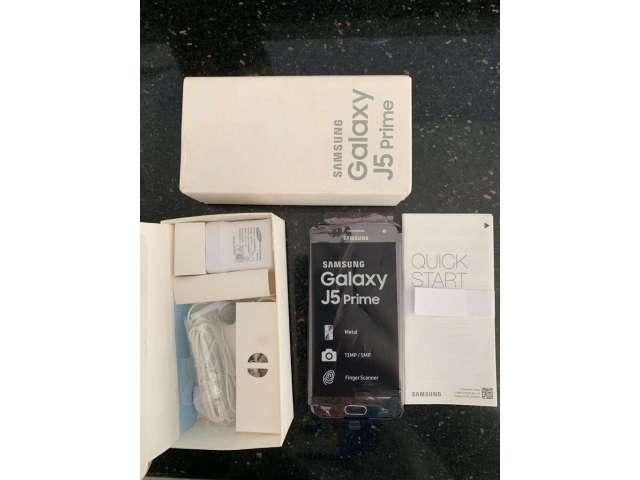 SAMSUNG
Galaxy
J5 Prime
SAMSUNG
SAMSUNG
Galaxy
J5 Prime
Metal
13MP / 5MP
Finger Scanner
QUICK
START
SAMSUNG